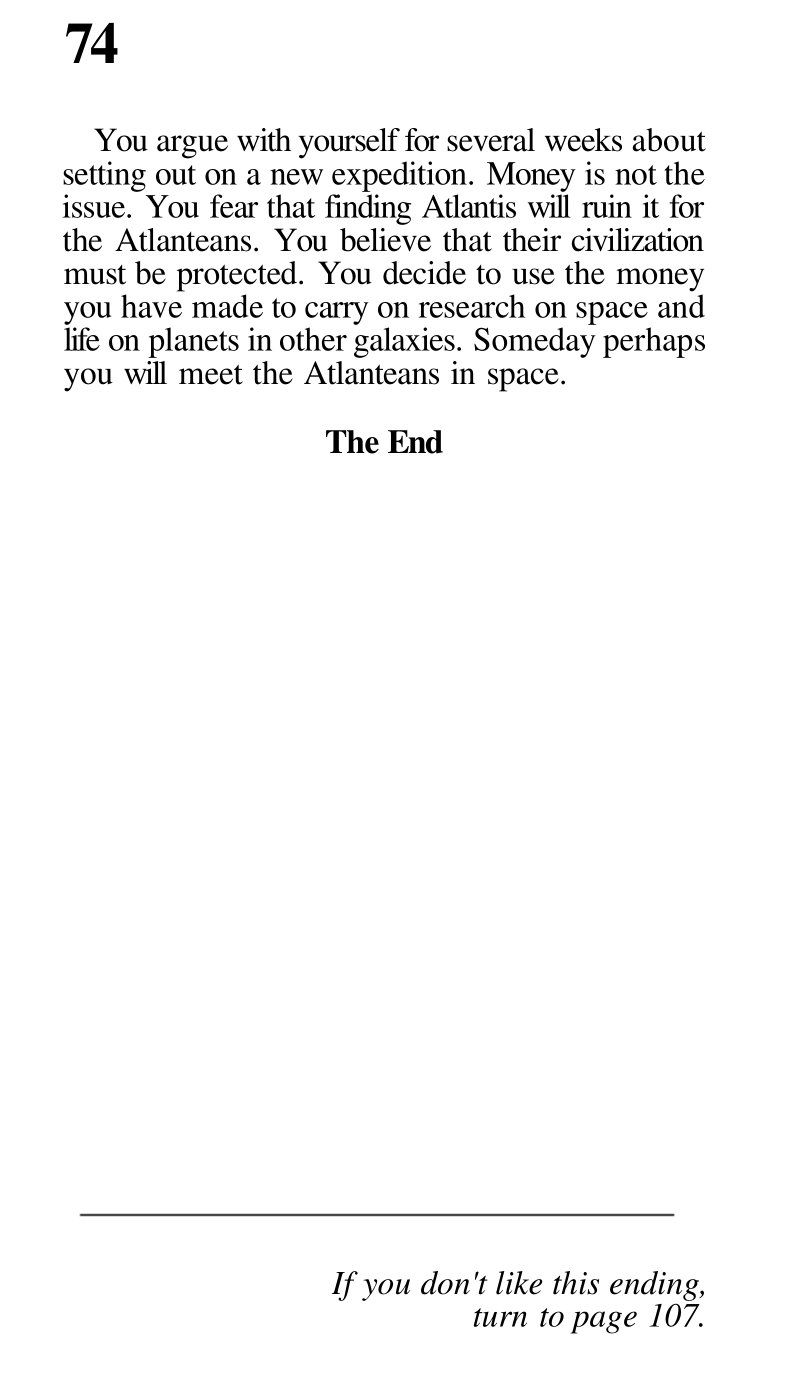 74
You argue with yourself for several weeks about
setting out on a new expedition. Money is not the
issue. You fear that finding Atlantis will ruin it for
the Atlanteans. You believe that their civilization
must be protected. You decide to use the money
you have made to carry on research on space and
life on planets in other galaxies. Someday perhaps
you will meet the Atlanteans in space.
The End
If you don't like this ending,
turn to page 107.